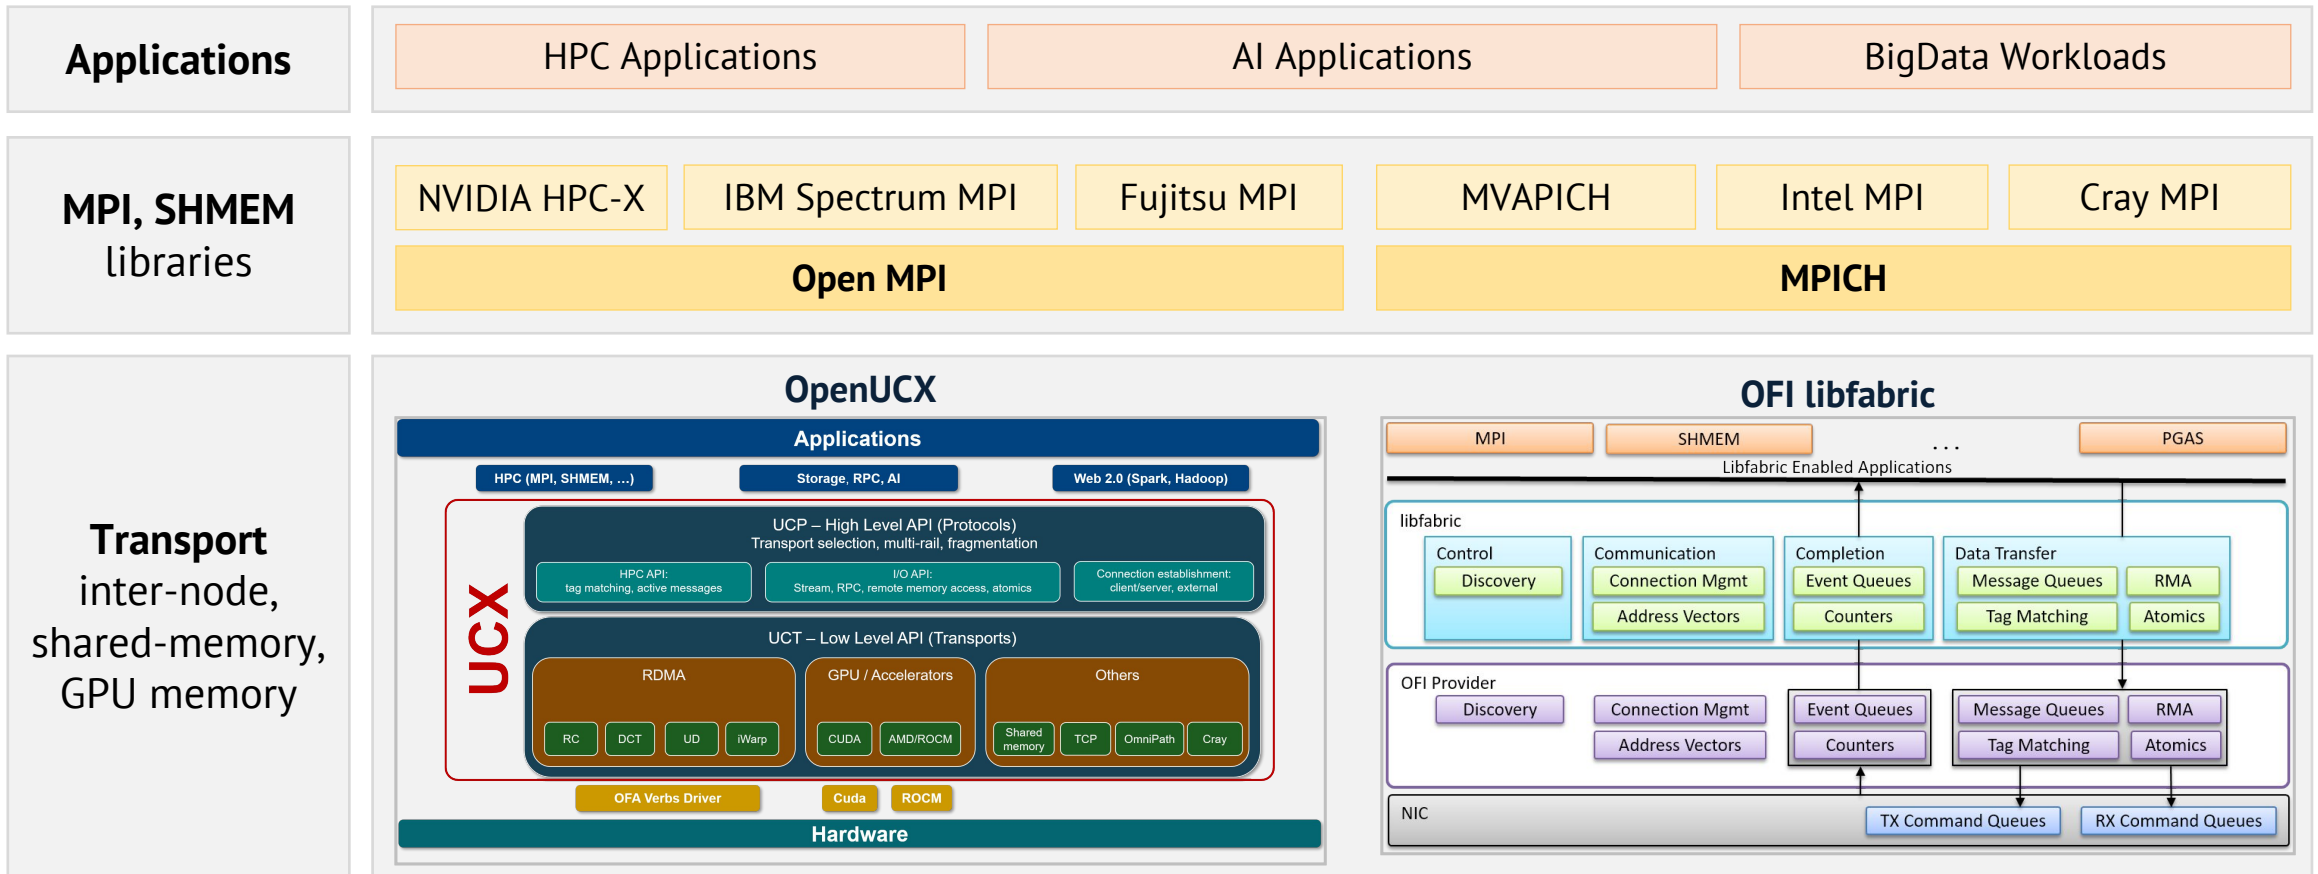 Applications
HPC Applications
AI Applications
BigData Workloads
MPI, SHMEM
libraries
NVIDIA HPC-X
IBM Spectrum MPI
Fujitsu MPI
MVAPICH
Intel MPI
Cray MPI
Open MPI
MPICH
Transport
inter-node,
shared-memory,
GPU memory
OpenUCX
Applications
HPC (MPI, SHMEM, ...)
Storage, RPC, AI
Web 2.0 (Spark, Hadoop)
UCX
UCP – High Level API (Protocols)
Transport selection, multi-rail, fragmentation
HPC API:
tag matching, active messages
I/O API:
Stream, RPC, remote memory access, atomics
Connection establishment:
client/server, external
UCT – Low Level API (Transports)
RDMA
RC
DCT
UD
iWarp
GPU / Accelerators
CUDA
AMD/ROCM
Others
Shared
memory
TCP
OmniPath
Cray
OFA Verbs Driver
Cuda
ROCM
Hardware
OFI libfabric
MPI
SHMEM
...
PGAS
Libfabric Enabled Applications
libfabric
Control
Discovery
Communication
Connection Mgmt
Address Vectors
Completion
Event Queues
Counters
Data Transfer
Message Queues
RMA
Tag Matching
Atomics
OFI Provider
Discovery
Connection Mgmt
Address Vectors
Event Queues
Counters
Message Queues
RMA
Tag Matching
Atomics
NIC
TX Command Queues
RX Command Queues